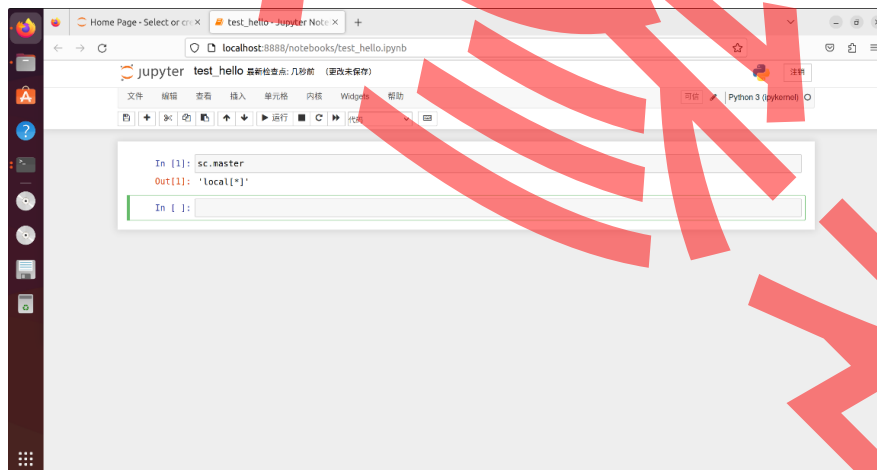 Home Page - Select or cre
test_hello - Jupyter Note
localhost:8888/notebooks/test_hello.ipynb
jupyter test_hello 最新检查点: 几秒前 (更改未保存)
注销
文件 编辑 查看 插入 单元格 内核 Widgets 帮助
可信 Python 3 (ipykernel)
运行 代码
In [1]: sc.master
Out[1]: 'local[*]'
In [ ]: